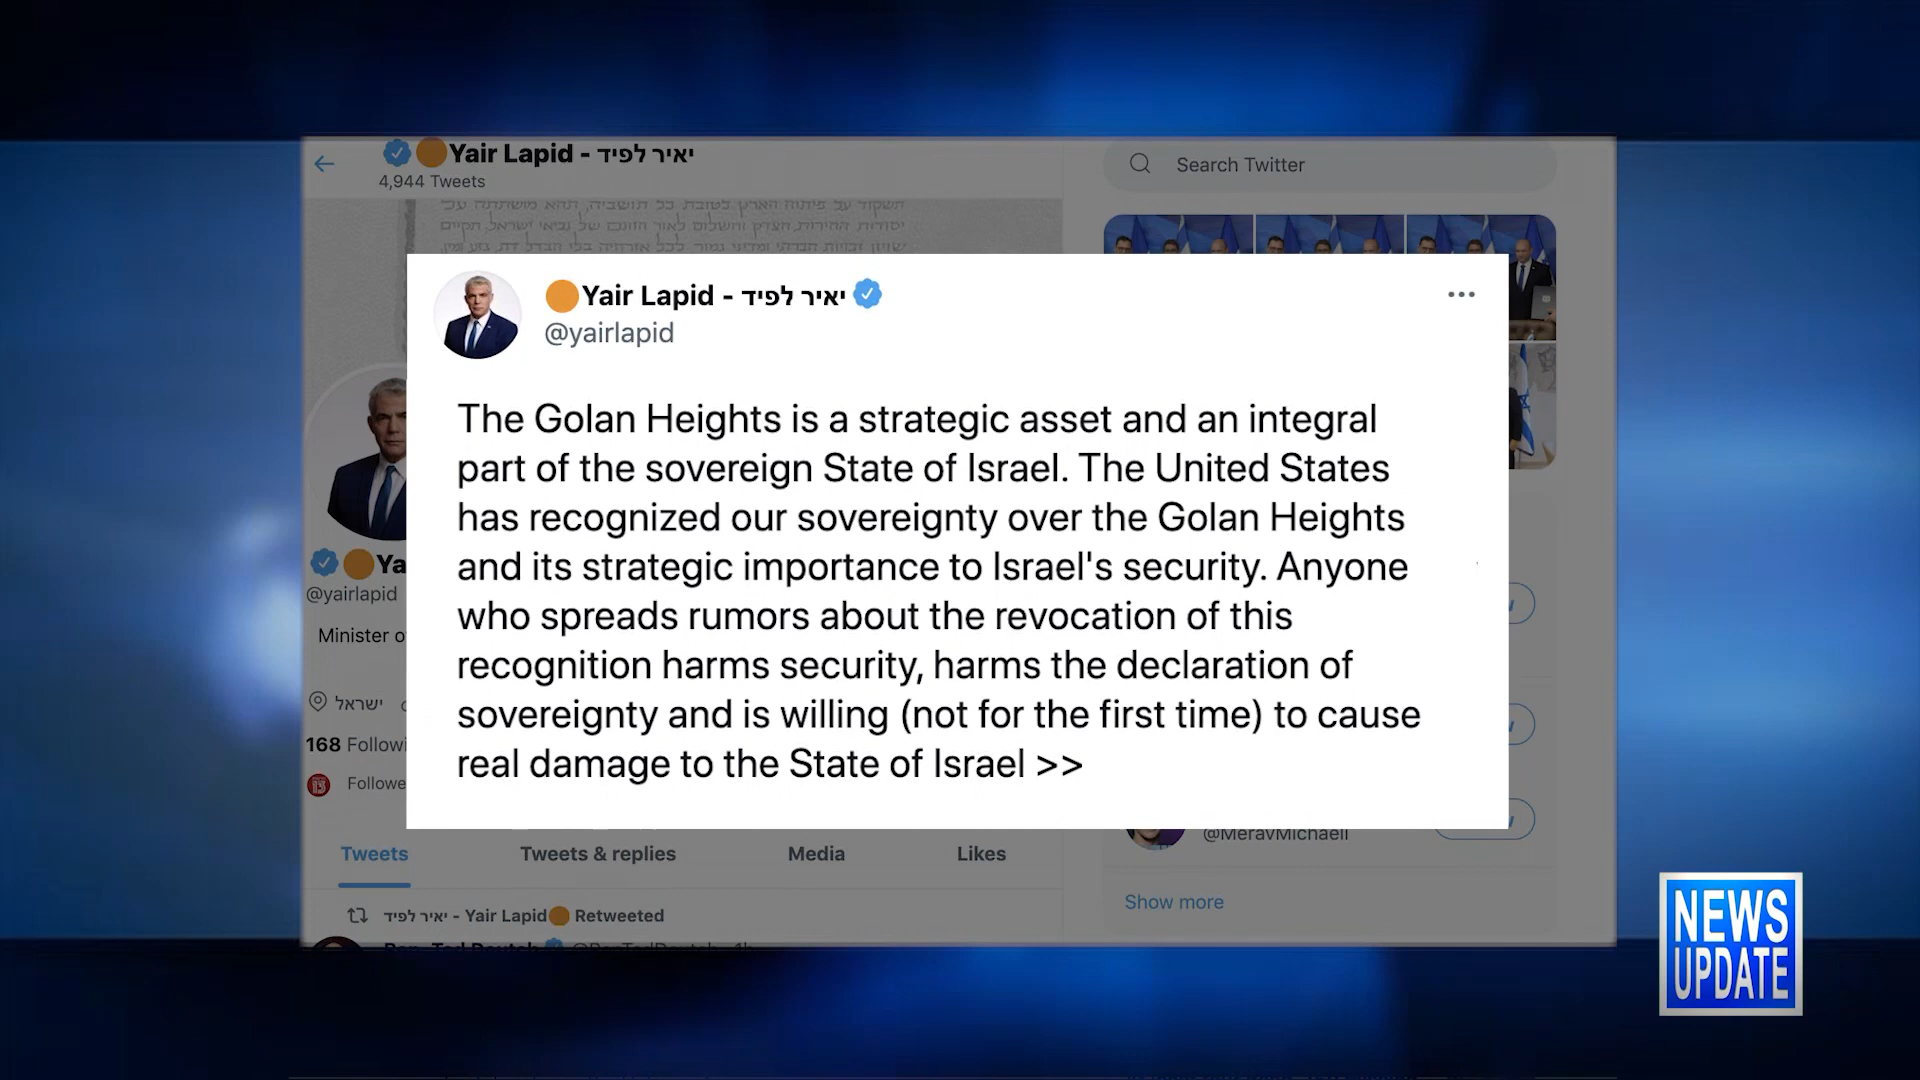 Yair Lapid - יאיר לפיד
4,944 Tweets
Search Twitter
Yair Lapid - יאיר לפיד
@yairlapid
The Golan Heights is a strategic asset and an integral
part of the sovereign State of Israel. The United States
has recognized our sovereignty over the Golan Heights
and its strategic importance to Israel's security. Anyone
who spreads rumors about the revocation of this
recognition harms security, harms the declaration of
sovereignty and is willing (not for the first time) to cause
real damage to the State of Israel >>
Ya
@yairlapid
Minister o
ישראל
168 Followi
Followe
@MeravMichaeli
Tweets
Tweets & replies
Media
Likes
Show more
יאיר לפיד - Yair Lapid Retweeted
NEWS
UPDATE